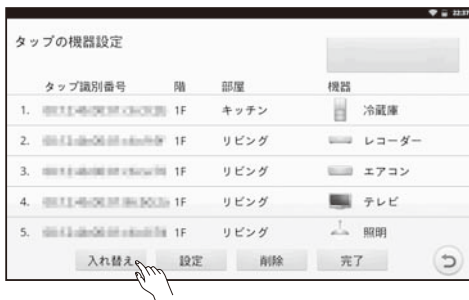 22:37
タップの機器設定
タップ識別番号 階 部屋 機器
1. 1F キッチン 冷蔵庫
2. 1F リビング レコーダー
3. 1F リビング エアコン
4. 1F リビング テレビ
5. 1F リビング 照明
入れ替え 設定 削除 完了